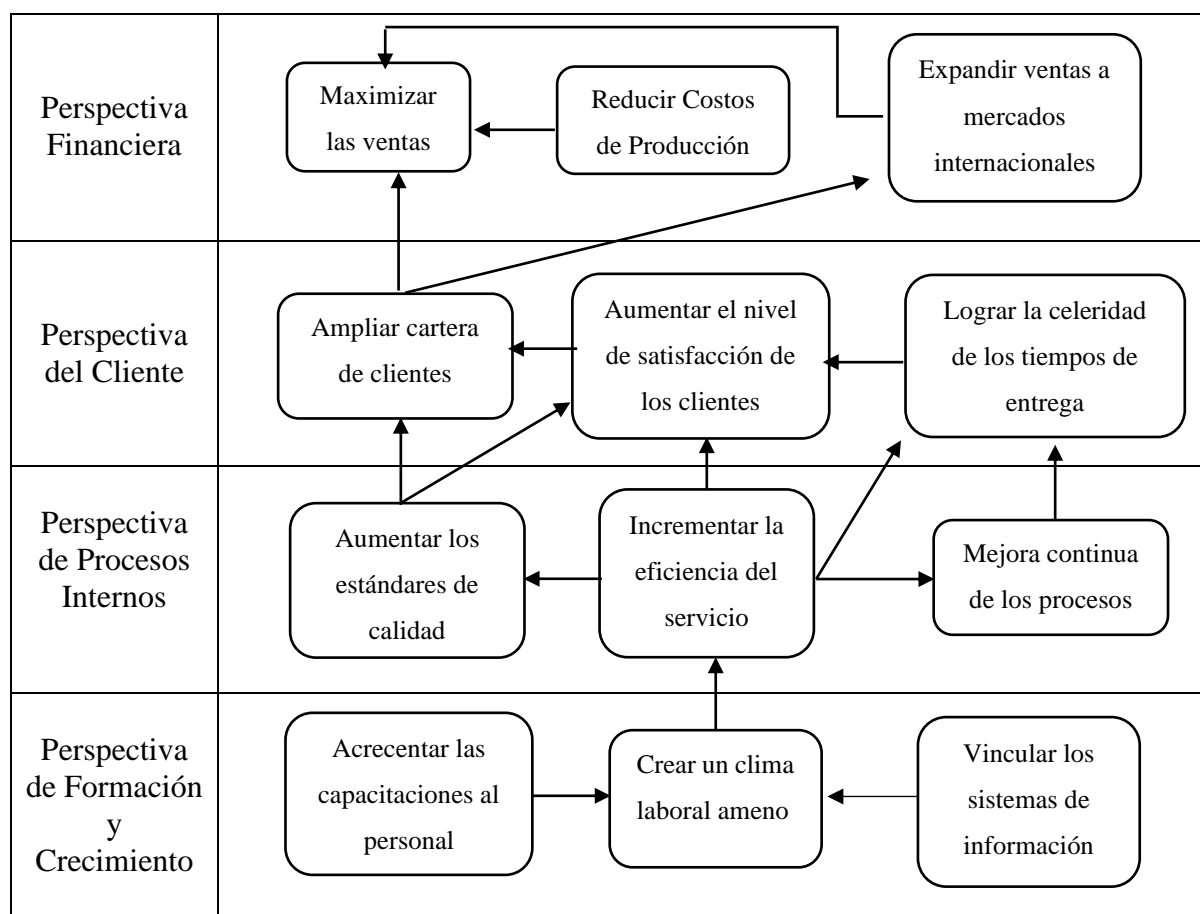 Perspectiva
Financiera
Maximizar
las ventas
Reducir Costos
de Producción
Expandir ventas a
mercados
internacionales
Perspectiva
del Cliente
Ampliar cartera
de clientes
Aumentar el nivel
de satisfacción de
los clientes
Lograr la celeridad
de los tiempos de
entrega
Perspectiva
de Procesos
Internos
Aumentar los
estándares de
calidad
Incrementar la
eficiencia del
servicio
Mejora continua
de los procesos
Perspectiva
de Formación
y
Crecimiento
Acrecentar las
capacitaciones al
personal
Crear un clima
laboral ameno
Vincular los
sistemas de
información